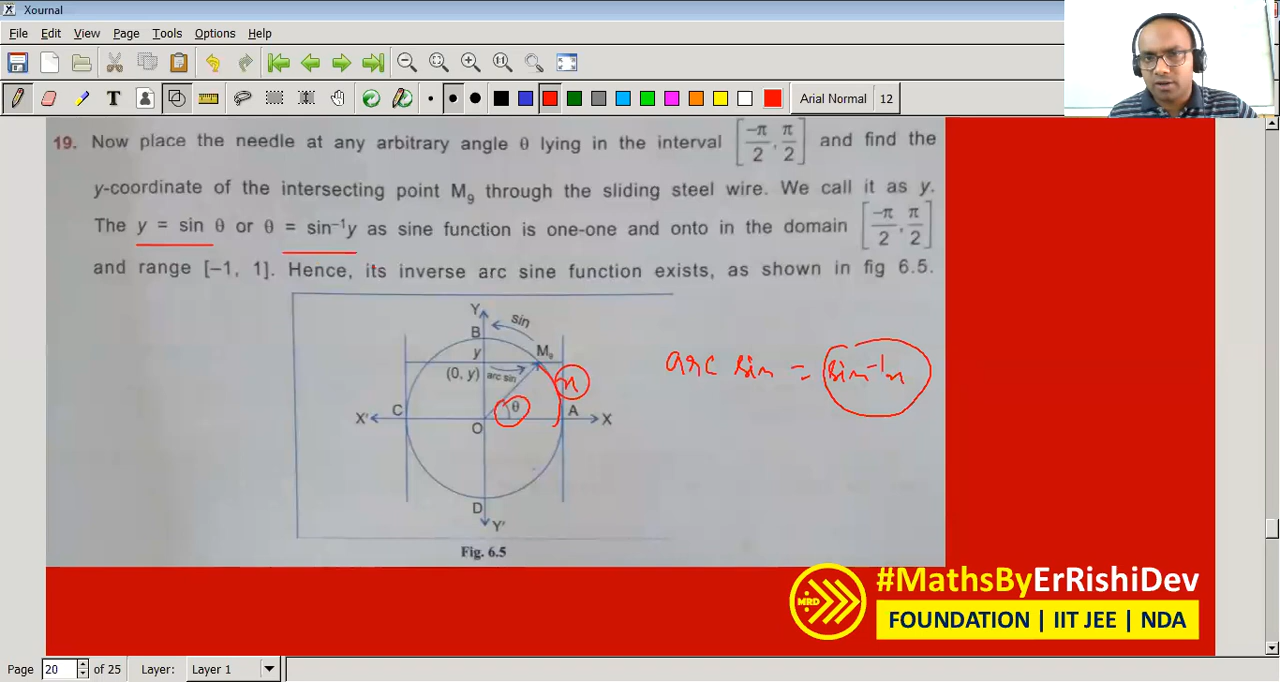 Xournal
File Edit View Page Tools Options Help
T
Arial Normal 12
19. Now place the needle at any arbitrary angle θ lying in the interval [-π/2, π/2] and find the
y-coordinate of the intersecting point M₉ through the sliding steel wire. We call it as y.
The y = sin θ or θ = sin⁻¹y as sine function is one-one and onto in the domain [-π/2, π/2]
and range [-1, 1]. Hence, its inverse arc sine function exists, as shown in fig 6.5.
Y
sin
B
y
M₉
(0, y)
arc sin
x
arc sin = sin⁻¹x
θ
X'
C
A
X
O
D
Y'
Fig. 6.5
MRD
#MathsByErRishiDev
FOUNDATION | IIT JEE | NDA
Page 20 of 25 Layer: Layer 1